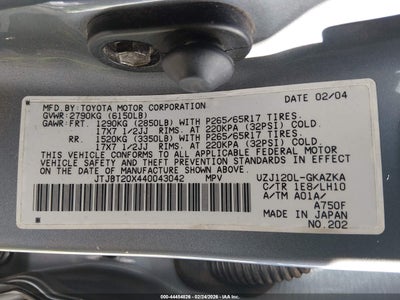 MFD.BY:TOYOTA MOTOR CORPORATION DATE 02/04
GVWR:2790KG (6150LB)
GAWR:FRT. 1290KG (2850LB) WITH P265/65R17 TIRES.
17X7 1/2JJ RIMS. AT 220KPA (32PSI) COLD.
RR. 1520KG (3350LB) WITH P265/65R17 TIRES.
17X7 1/2JJ RIMS. AT 220KPA (32PSI) COLD.
THIS VEHICLE CONFORMS TO ALL APPLICABLE FEDERAL MOTOR
VEHICLE SAFETY AND THEFT PREVENTION STANDARDS IN
EFFECT ON THE DATE OF MANUFACTURE SHOWN ABOVE.
JTJBT20X440043042 MPV UZJ120L-GKAZKA
C/TR 1E8/LH10
A/TM A01A/
A750F
MADE IN JAPAN
NO.202
000-44454026 - 02/24/2026 - IAAI.COM